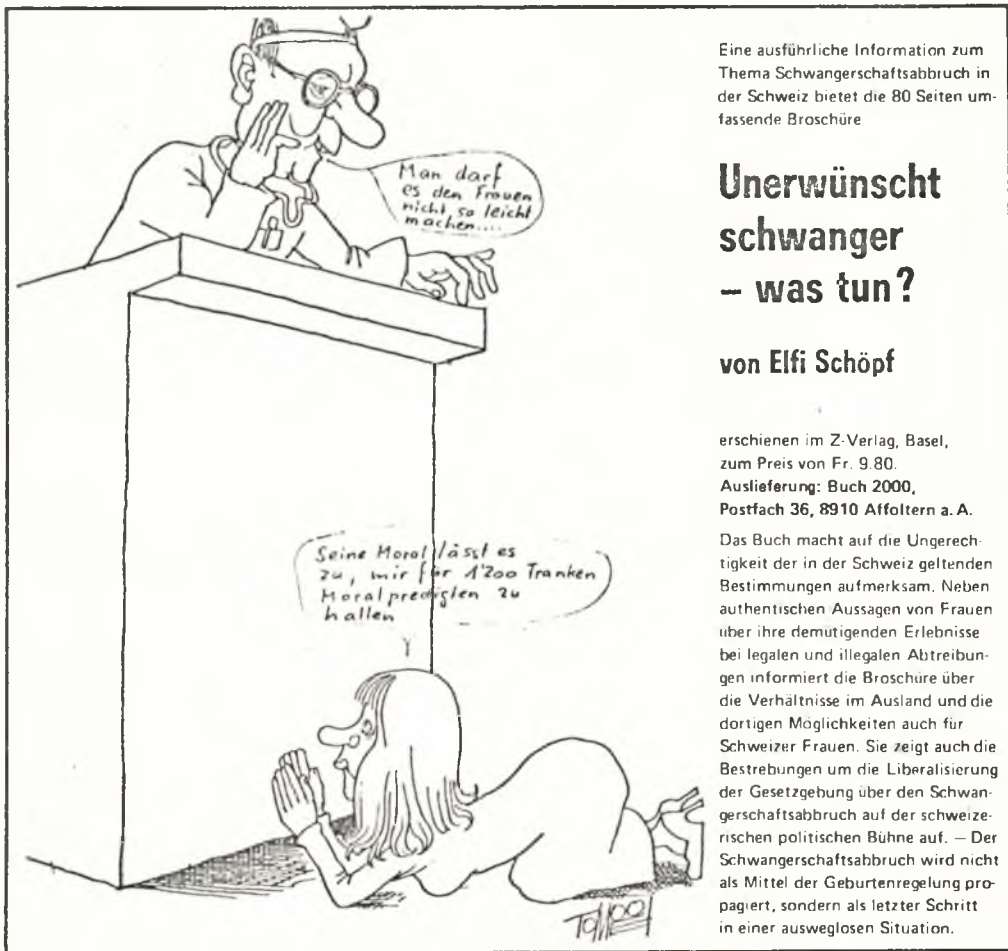 Man darf
es den Frauen
nicht so leicht
machen....
Seine Moral lässt es
zu, mir für 1'200 Franken
Moralpredigten zu
halten
Eine ausführliche Information zum
Thema Schwangerschaftsabbruch in
der Schweiz bietet die 80 Seiten um-
fassende Broschüre
Unerwünscht
schwanger
– was tun?
von Elfi Schöpf
erschienen im Z-Verlag, Basel,
zum Preis von Fr. 9.80.
Auslieferung: Buch 2000,
Postfach 36, 8910 Affoltern a. A.
Das Buch macht auf die Ungerech-
tigkeit der in der Schweiz geltenden
Bestimmungen aufmerksam. Neben
authentischen Aussagen von Frauen
über ihre demütigenden Erlebnisse
bei legalen und illegalen Abtreibun-
gen informiert die Broschüre über
die Verhältnisse im Ausland und die
dortigen Möglichkeiten auch für
Schweizer Frauen. Sie zeigt auch die
Bestrebungen um die Liberalisierung
der Gesetzgebung über den Schwan-
gerschaftsabbruch auf der schweize-
rischen politischen Bühne auf. — Der
Schwangerschaftsabbruch wird nicht
als Mittel der Geburtenregelung pro-
pagiert, sondern als letzter Schritt
in einer ausweglosen Situation.